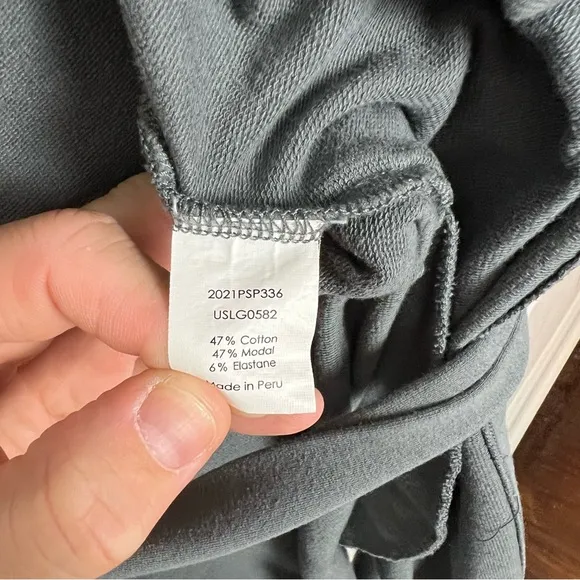 2021PSP336
USLG0582
47% Cotton
47% Modal
6% Elastane
Made in Peru